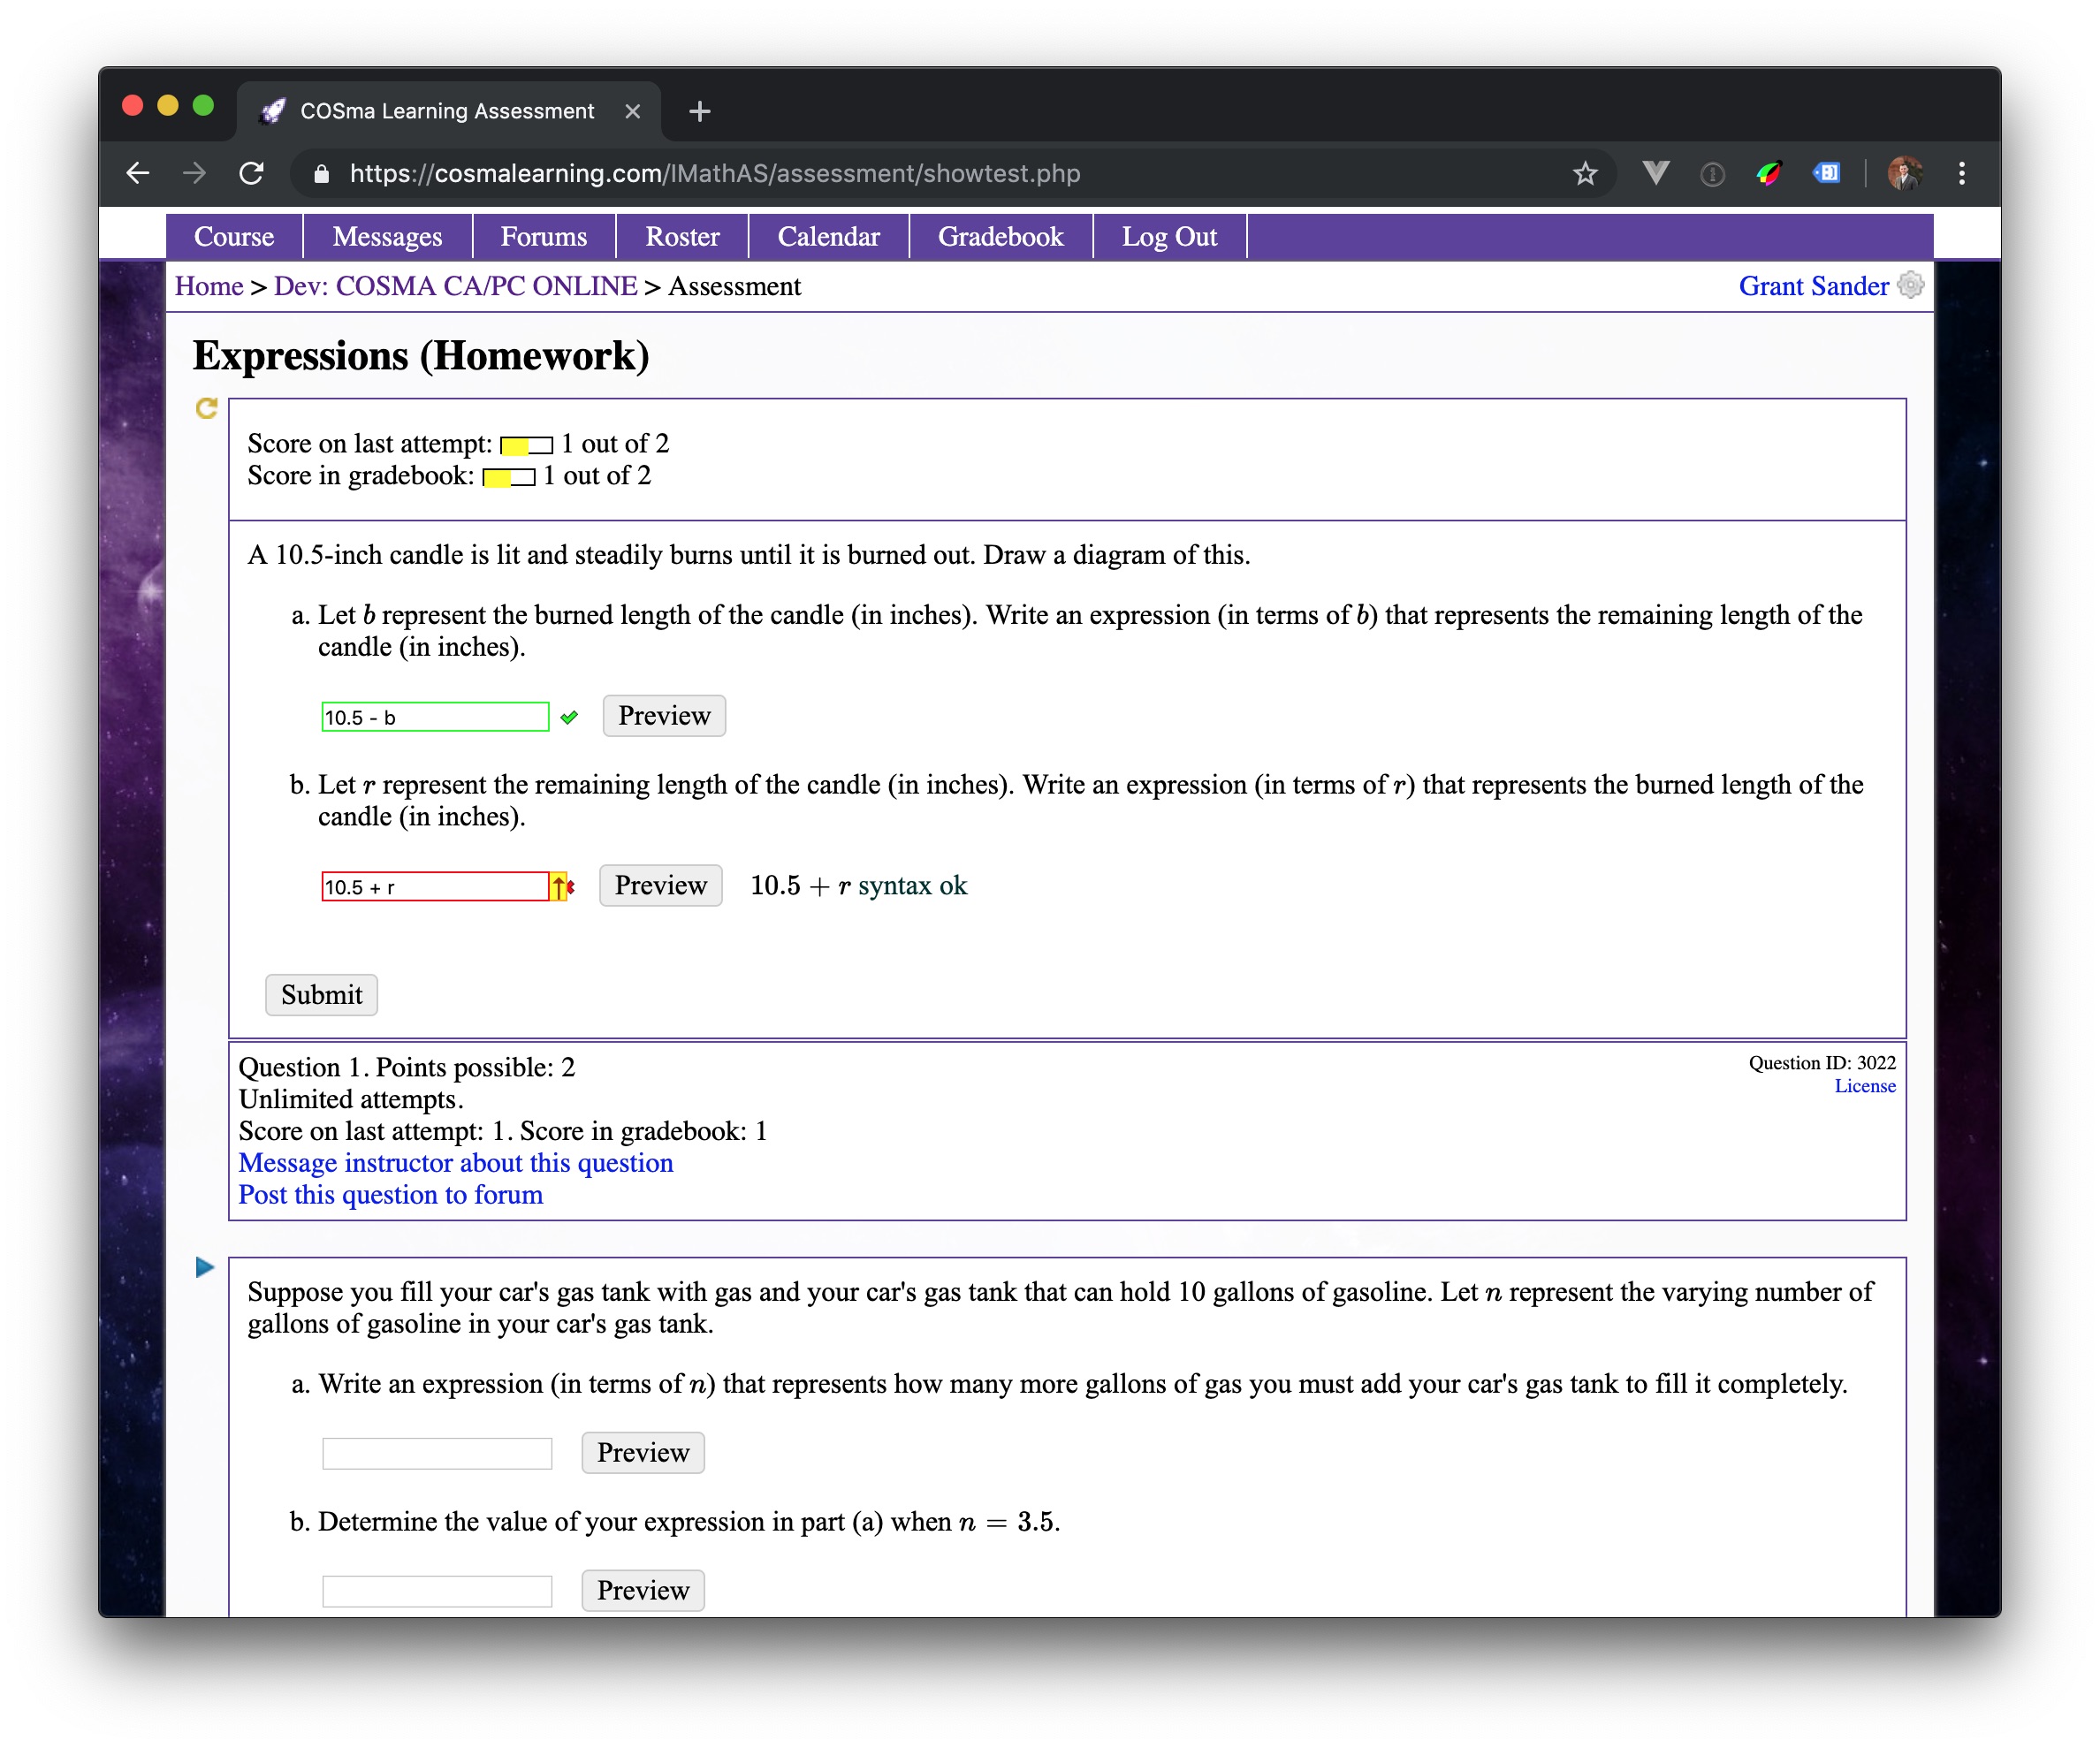 COSma Learning Assessment
https://cosmalearning.com/IMathAS/assessment/showtest.php
Course Messages Forums Roster Calendar Gradebook Log Out
Home > Dev: COSMA CA/PC ONLINE > Assessment
Grant Sander
Expressions (Homework)
Score on last attempt: 1 out of 2
Score in gradebook: 1 out of 2
A 10.5-inch candle is lit and steadily burns until it is burned out. Draw a diagram of this.
a. Let b represent the burned length of the candle (in inches). Write an expression (in terms of b) that represents the remaining length of the
candle (in inches).
10.5 - b
Preview
b. Let r represent the remaining length of the candle (in inches). Write an expression (in terms of r) that represents the burned length of the
candle (in inches).
10.5 + r
Preview
10.5 + r syntax ok
Submit
Question 1. Points possible: 2
Unlimited attempts.
Score on last attempt: 1. Score in gradebook: 1
Message instructor about this question
Post this question to forum
Question ID: 3022
License
Suppose you fill your car's gas tank with gas and your car's gas tank that can hold 10 gallons of gasoline. Let n represent the varying number of
gallons of gasoline in your car's gas tank.
a. Write an expression (in terms of n) that represents how many more gallons of gas you must add your car's gas tank to fill it completely.
Preview
b. Determine the value of your expression in part (a) when n = 3.5.
Preview